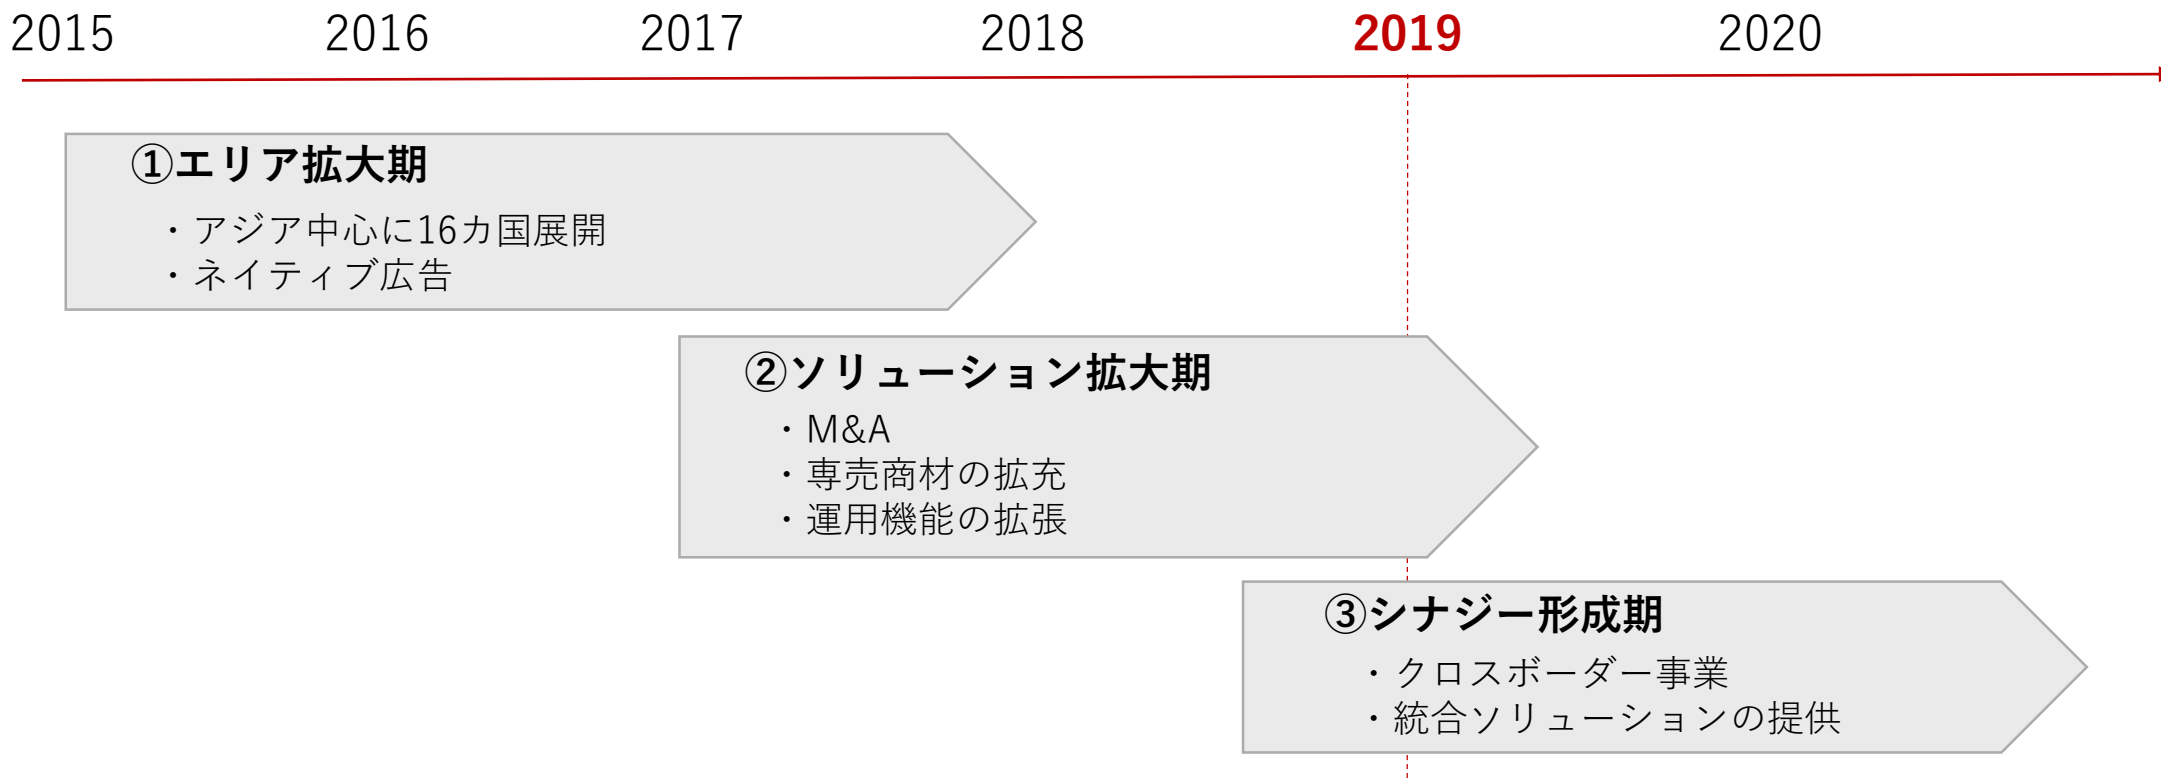 2015 2016 2017 2018 2019 2020
①エリア拡大期
・アジア中心に16カ国展開
・ネイティブ広告
②ソリューション拡大期
・M&A
・専売商材の拡充
・運用機能の拡張
③シナジー形成期
・クロスボーダー事業
・統合ソリューションの提供